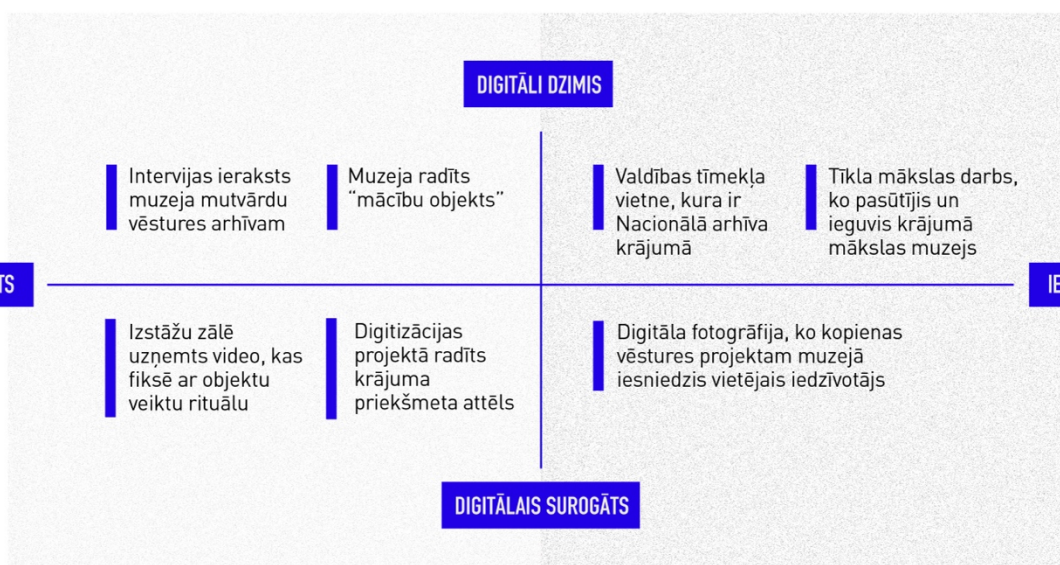 DIGITĀLI DZIMIS
Intervijas ieraksts
muzeja mutvārdu
vēstures arhīvam
Muzeja radīts
“mācību objekts”
Valdības tīmekļa
vietne, kura ir
Nacionālā arhīva
krājumā
Tīkla mākslas darbs,
ko pasūtījis un
ieguvis krājumā
mākslas muzejs
Izstāžu zālē
uzņemts video, kas
fiksē ar objektu
veiktu rituālu
Digitizācijas
projektā radīts
krājuma
priekšmeta attēls
Digitāla fotogrāfija, ko kopienas
vēstures projektam muzejā
iesniedzis vietējais iedzīvotājs
DIGITĀLAIS SUROGĀTS